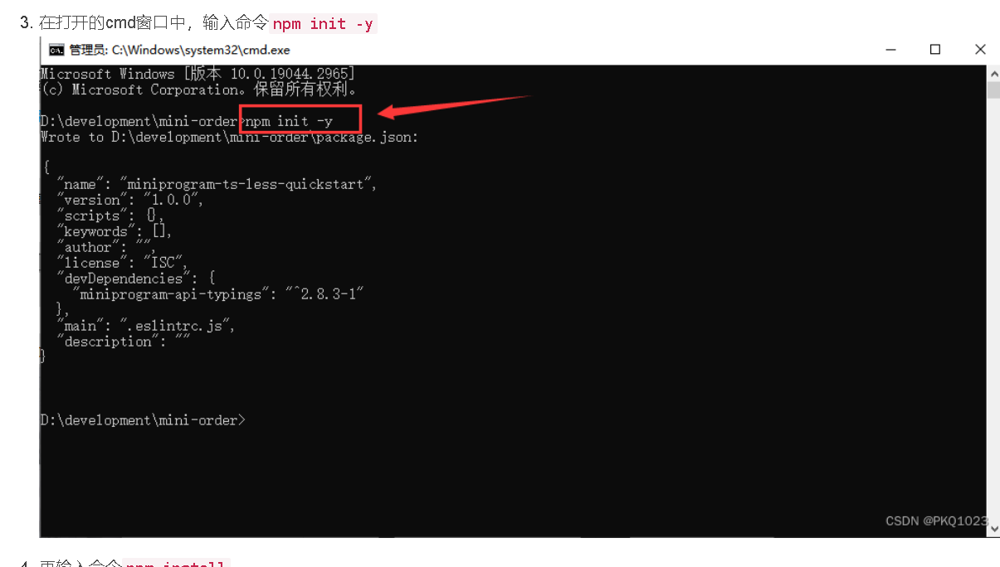 3. 在打开的cmd窗口中，输入命令 npm init -y
管理员: C:\Windows\system32\cmd.exe
Microsoft Windows [版本 10.0.19044.2965]
(c) Microsoft Corporation。保留所有权利。
D:\development\mini-order>npm init -y
Wrote to D:\development\mini-order\package.json:
{
"name": "miniprogram-ts-less-quickstart",
"version": "1.0.0",
"scripts": {},
"keywords": [],
"author": "",
"license": "ISC",
"devDependencies": {
"miniprogram-api-typings": "^2.8.3-1"
},
"main": ".eslintrc.js",
"description": ""
}
D:\development\mini-order>
CSDN @PKQ1023
4. 再输入命令 npm install